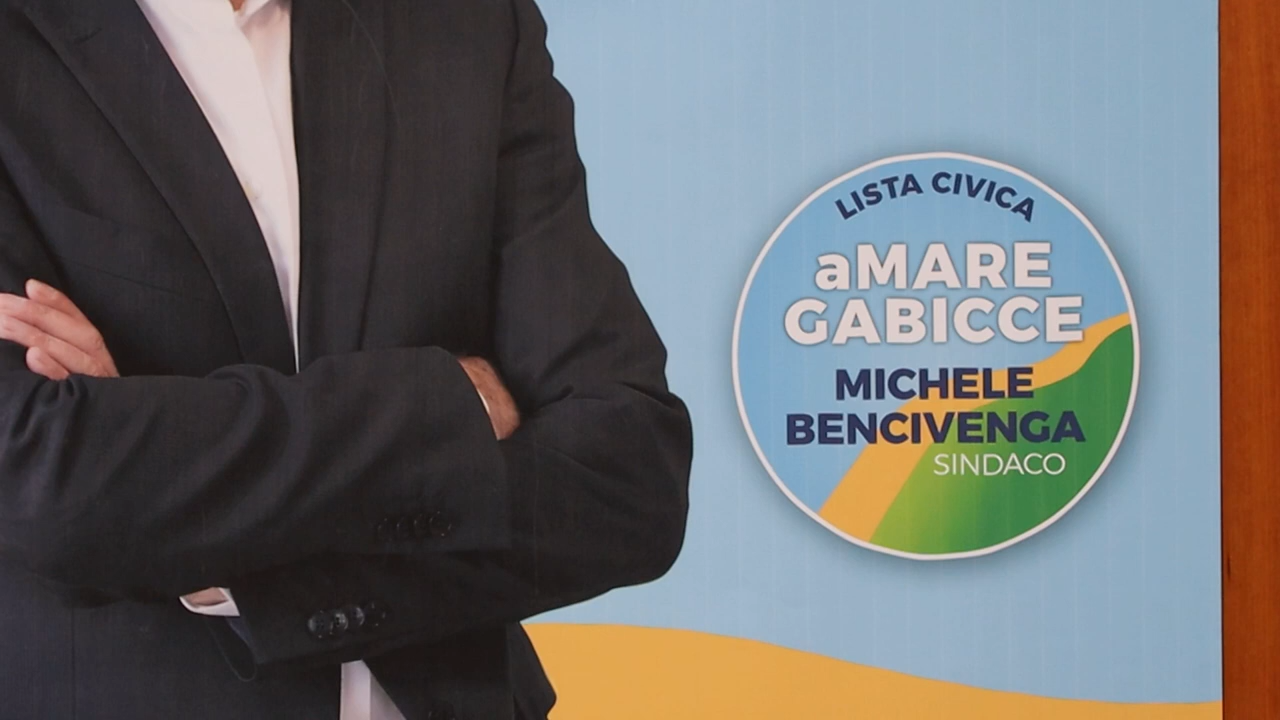 LISTA CIVICA
aMARE
GABICCE
MICHELE
BENCIVENGA
SINDACO